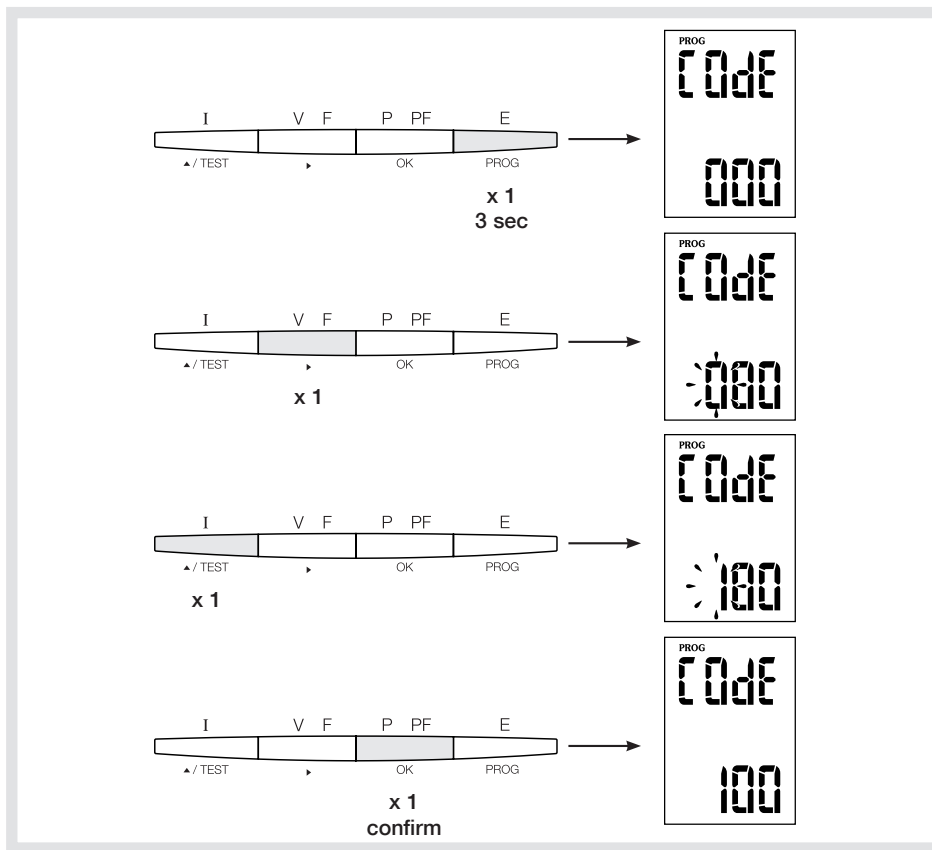 PROG
COdE
I V F P PF E
▲/ TEST ▸ OK PROG
000
x 1
3 sec
PROG
COdE
I V F P PF E
▲/ TEST ▸ OK PROG
000
x 1
PROG
COdE
I V F P PF E
▲/ TEST ▸ OK PROG
100
x 1
PROG
COdE
I V F P PF E
▲/ TEST ▸ OK PROG
100
x 1
confirm